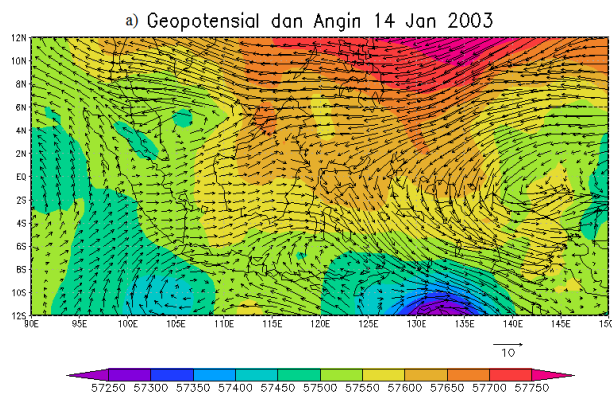 a) Geopotensial dan Angin 14 Jan 2003
12N
10N
8N
6N
4N
2N
EQ
2S
4S
6S
8S
10S
12S
90E 95E 100E 105E 110E 115E 120E 125E 130E 135E 140E 145E 150
10
57250 57300 57350 57400 57450 57500 57550 57600 57650 57700 57750